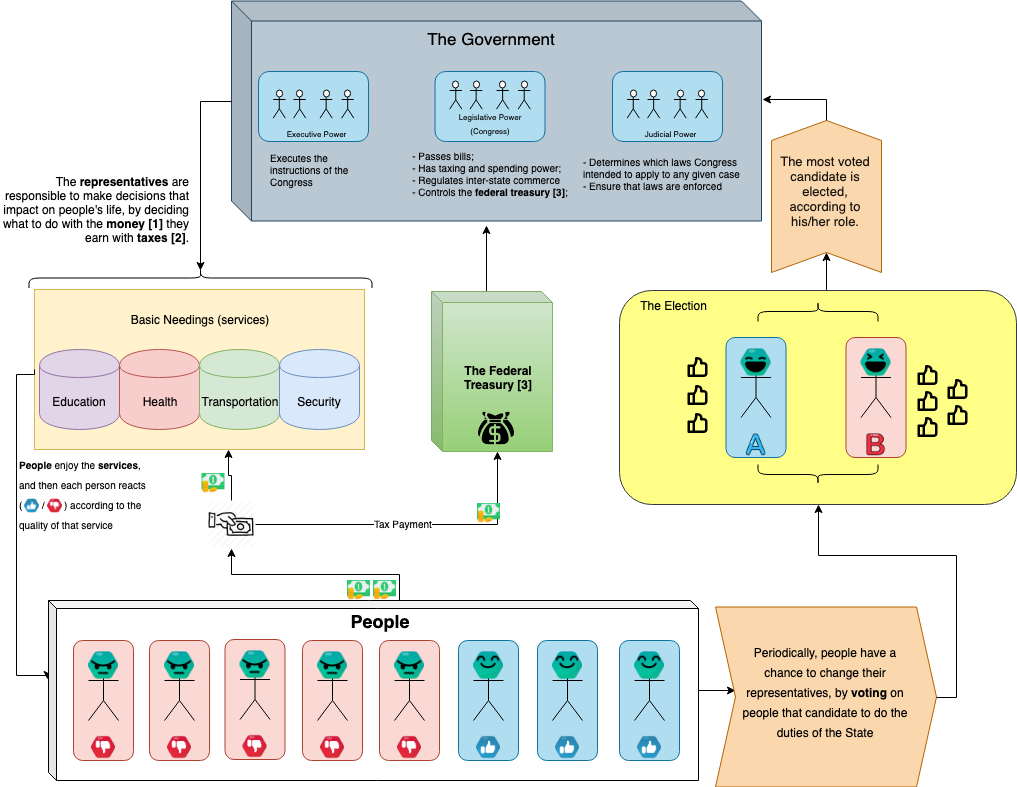 The Government
Executive Power
Legislative Power
(Congress)
Judicial Power
Executes the
instructions of the
Congress
- Passes bills;
- Has taxing and spending power;
- Regulates inter-state commerce
- Controls the federal treasury [3];
- Determines which laws Congress
intended to apply to any given case
- Ensure that laws are enforced
The most voted
candidate is
elected,
according to
his/her role.
The representatives are
responsible to make decisions that
impact on people's life, by deciding
what to do with the money [1] they
earn with taxes [2].
Basic Needings (services)
Education
Health
Transportation
Security
The Federal
Treasury [3]
$
The Election
A
B
People enjoy the services,
and then each person reacts
( / ) according to the
quality of that service
1
Tax Payment
1
1
1
People
Periodically, people have a
chance to change their
representatives, by voting on
people that candidate to do the
duties of the State